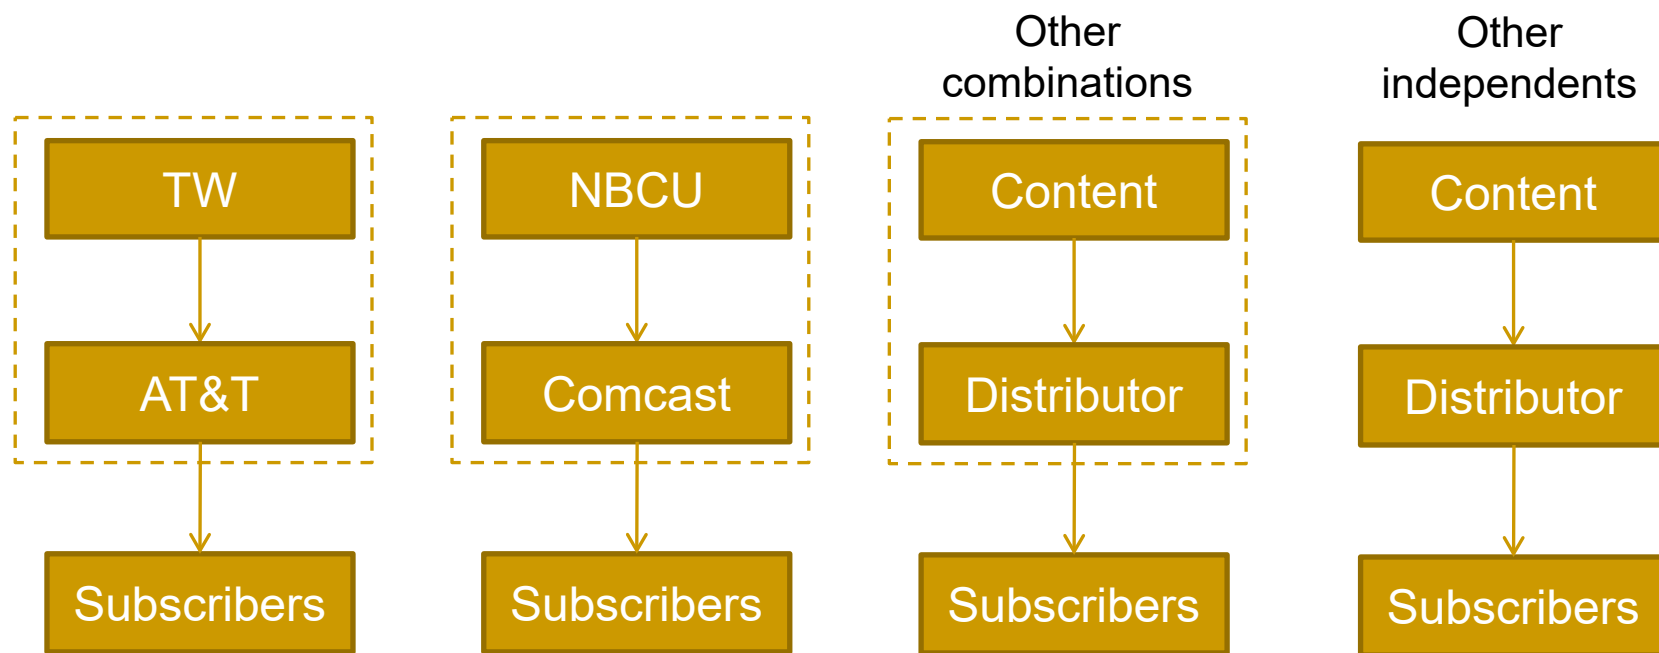 Other
combinations
Other
independents
TW
NBCU
Content
Content
AT&T
Comcast
Distributor
Distributor
Subscribers
Subscribers
Subscribers
Subscribers